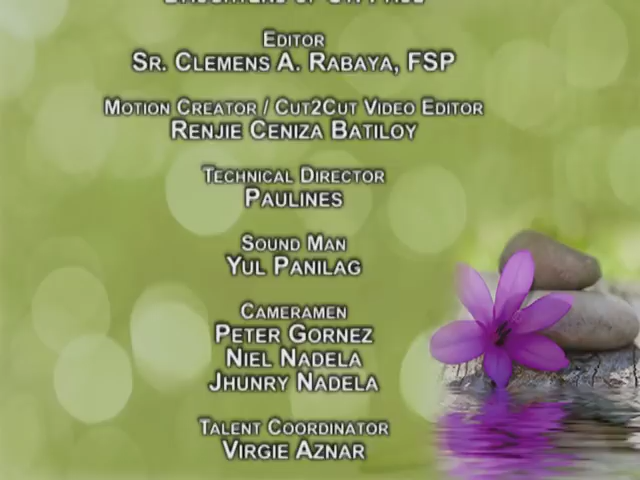 Editor
Sr. Clemens A. Rabaya, FSP
Motion Creator / Cut2Cut Video Editor
Renjie Ceniza Batiloy
Technical Director
Paulines
Sound Man
Yul Panilag
Cameramen
Peter Gornez
Niel Nadela
Jhunry Nadela
Talent Coordinator
Virgie Aznar